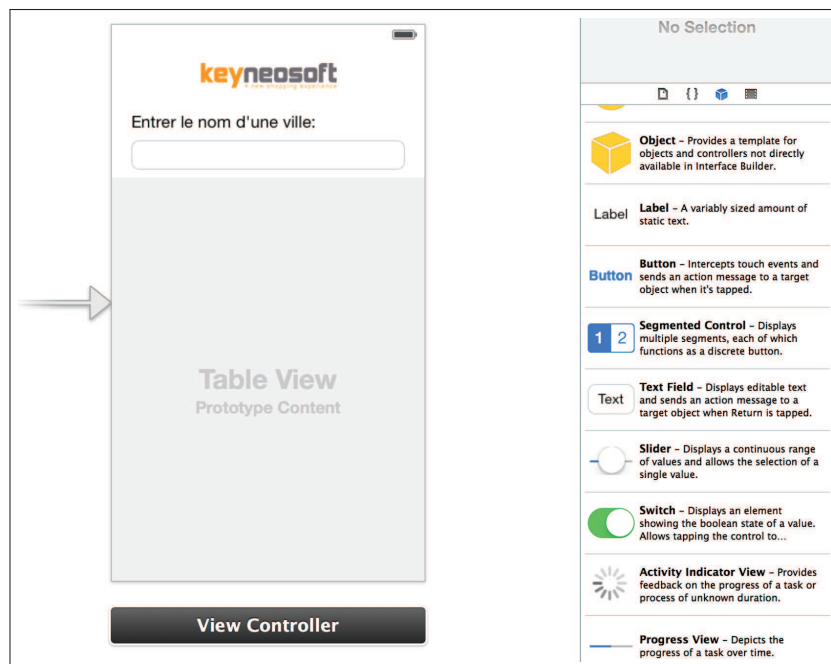 keyneosoft
A new shopping experience
Entrer le nom d'une ville:
Table View
Prototype Content
View Controller
No Selection
{ }
Object – Provides a template for
objects and controllers not directly
available in Interface Builder.
Label
Label – A variably sized amount of
static text.
Button
Button – Intercepts touch events and
sends an action message to a target
object when it's tapped.
1 2
Segmented Control – Displays
multiple segments, each of which
functions as a discrete button.
Text
Text Field – Displays editable text
and sends an action message to a
target object when Return is tapped.
Slider – Displays a continuous range
of values and allows the selection of a
single value.
Switch – Displays an element
showing the boolean state of a value.
Allows tapping the control to...
Activity Indicator View – Provides
feedback on the progress of a task or
process of unknown duration.
Progress View – Depicts the
progress of a task over time.